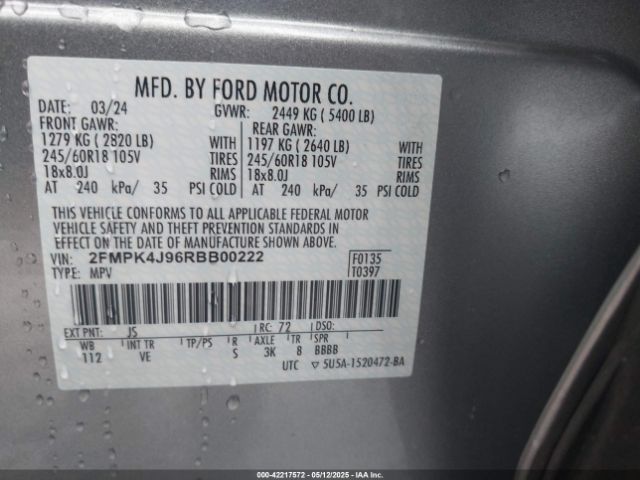 MFD. BY FORD MOTOR CO.
DATE: 03/24 GVWR: 2449 KG ( 5400 LB)
FRONT GAWR: REAR GAWR:
1279 KG ( 2820 LB) WITH 1197 KG ( 2640 LB) WITH
245/60R18 105V TIRES 245/60R18 105V TIRES
18x8.0J RIMS 18x8.0J RIMS
AT 240 kPa/ 35 PSI COLD AT 240 kPa/ 35 PSI COLD
THIS VEHICLE CONFORMS TO ALL APPLICABLE FEDERAL MOTOR
VEHICLE SAFETY AND THEFT PREVENTION STANDARDS IN
EFFECT ON THE DATE OF MANUFACTURE SHOWN ABOVE.
VIN: 2FMPK4J96RBB00222 F0135
TYPE: MPV T0397
EXT PNT: JS RC: 72 DSO:
WB INT TR TP/PS R AXLE TR SPR
112 VE S 3K 8 BBBB
UTC ▽5U5A-1520472-BA
000-42217572 05/12/2025 IAAI.COM